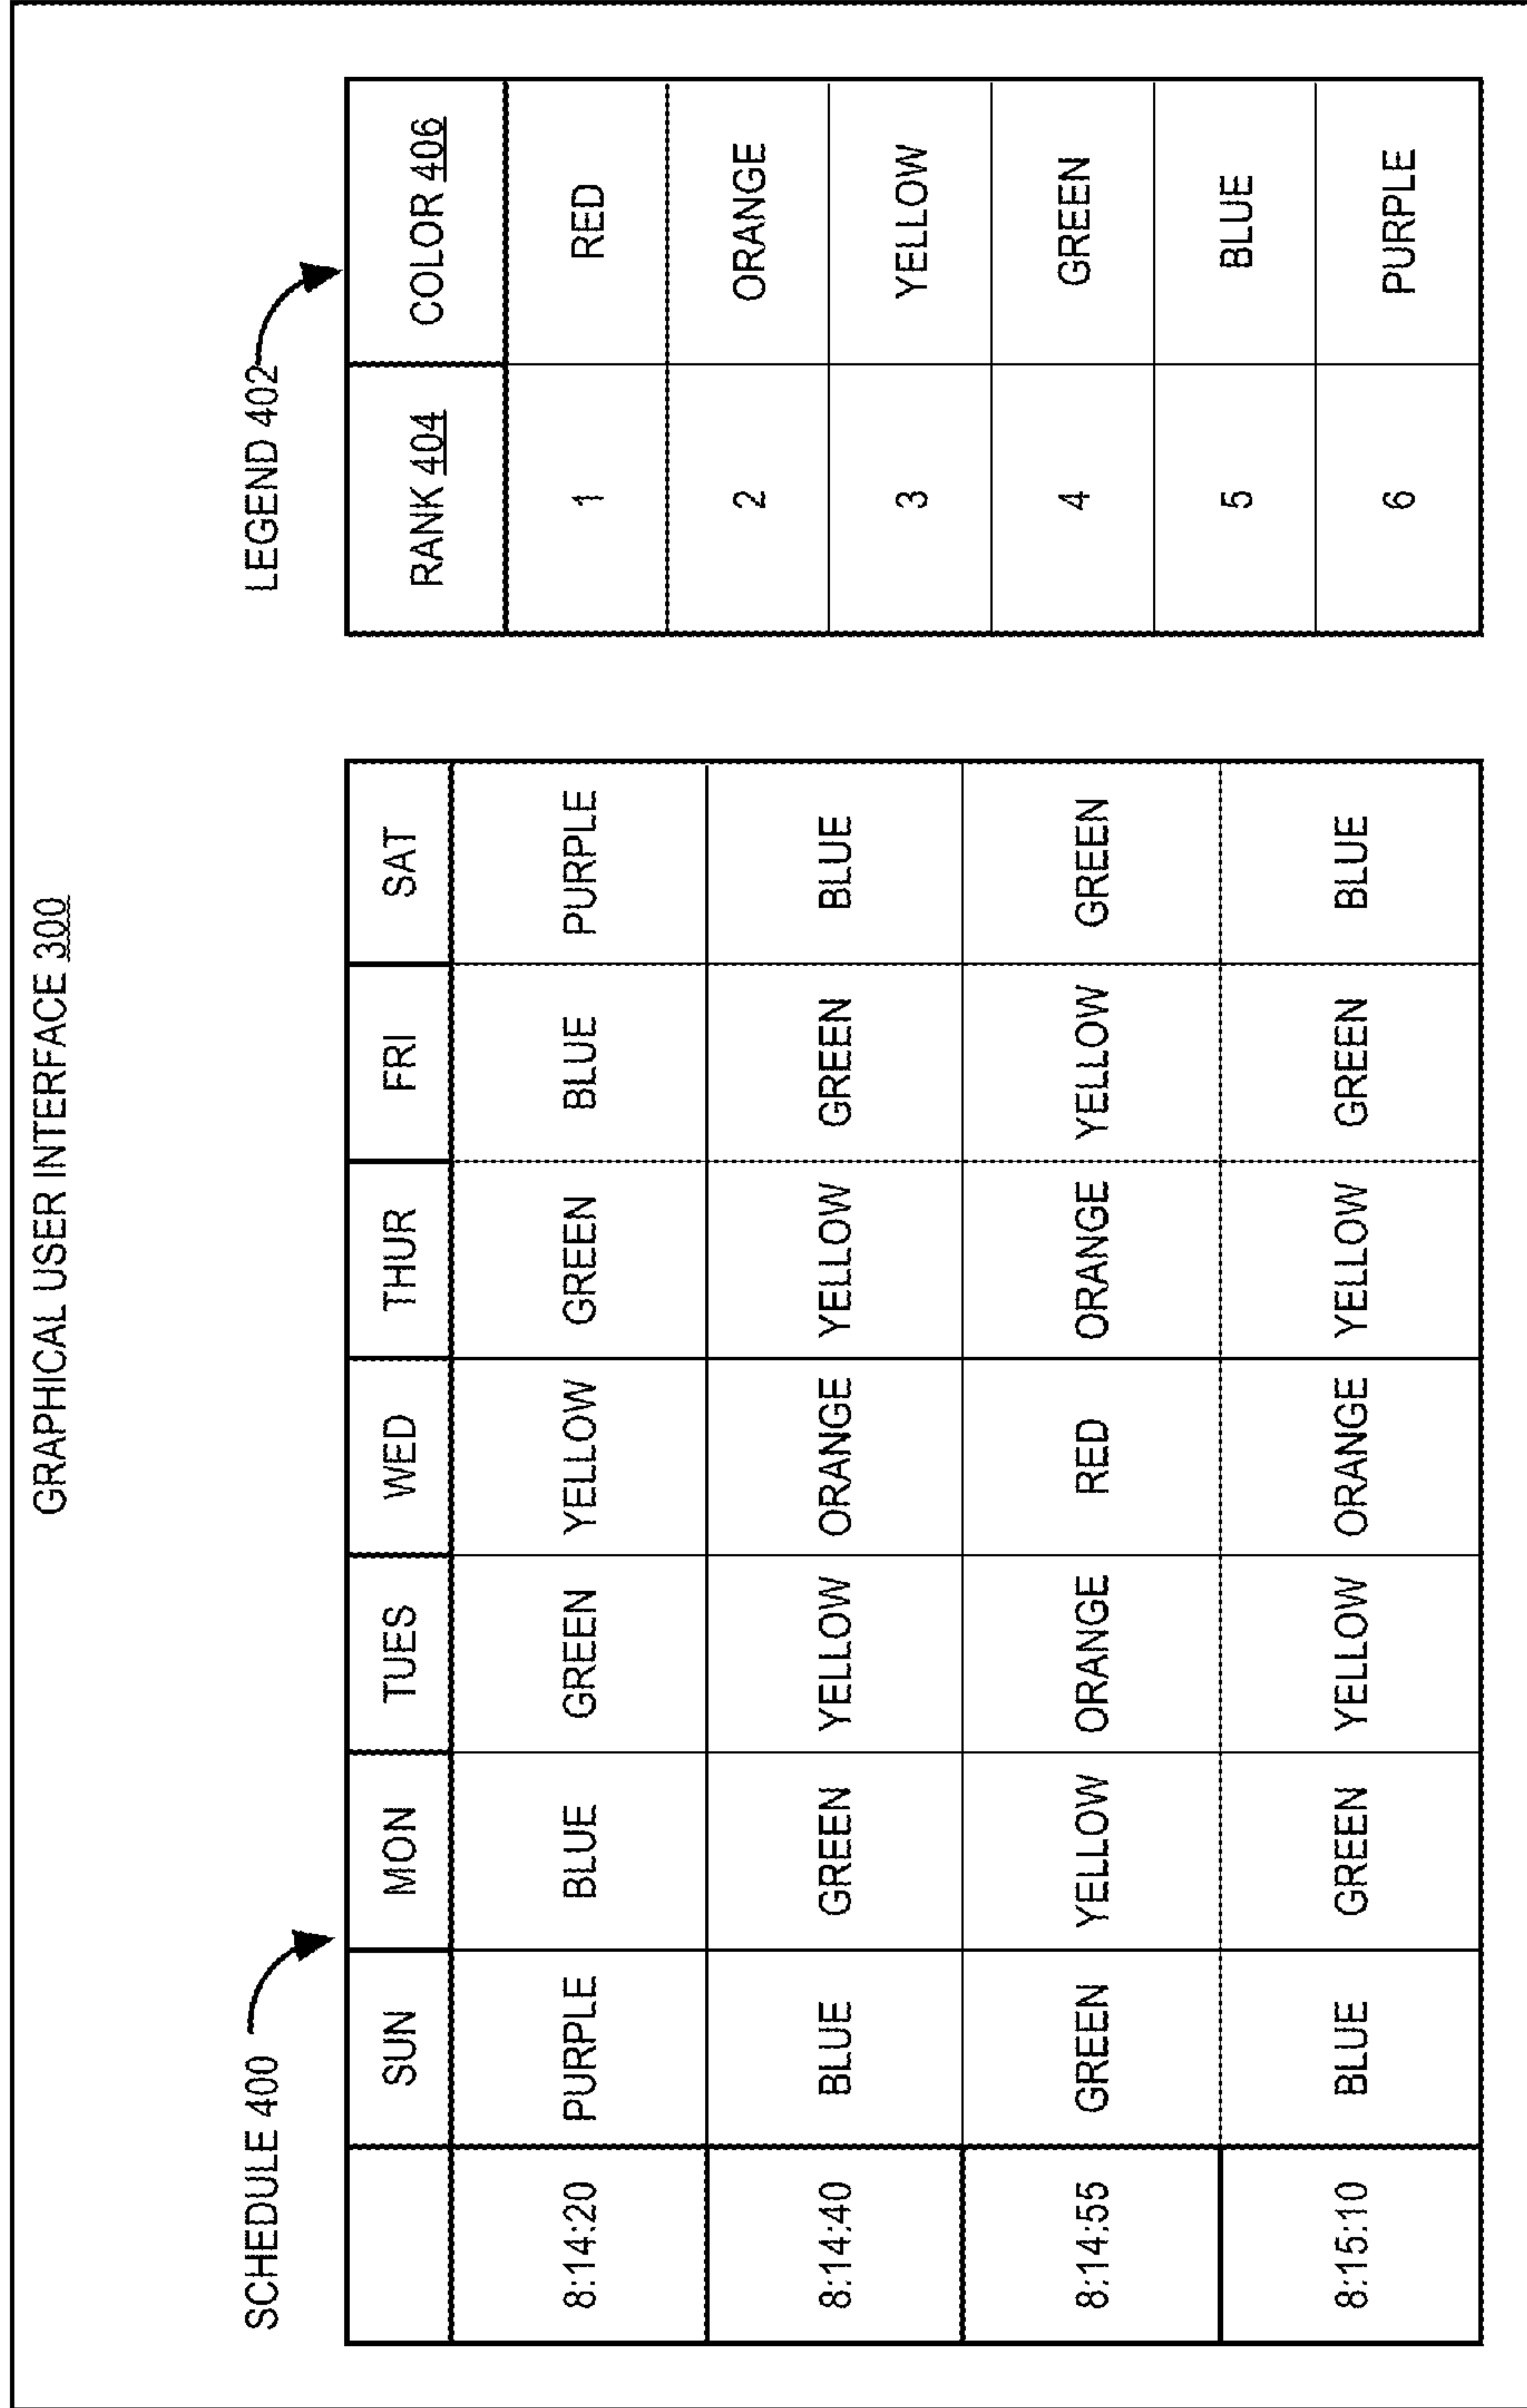 GRAPHICAL USER INTERFACE 300
SCHEDULE 400
SUN MON TUES WED THUR FRI SAT
8:14:20 PURPLE BLUE GREEN YELLOW GREEN BLUE PURPLE
8:14:40 BLUE GREEN YELLOW ORANGE YELLOW GREEN BLUE
8:14:55 GREEN YELLOW ORANGE RED ORANGE YELLOW GREEN
8:15:10 BLUE GREEN YELLOW ORANGE YELLOW GREEN BLUE
LEGEND 402
RANK 404 COLOR 406
1 RED
2 ORANGE
3 YELLOW
4 GREEN
5 BLUE
6 PURPLE